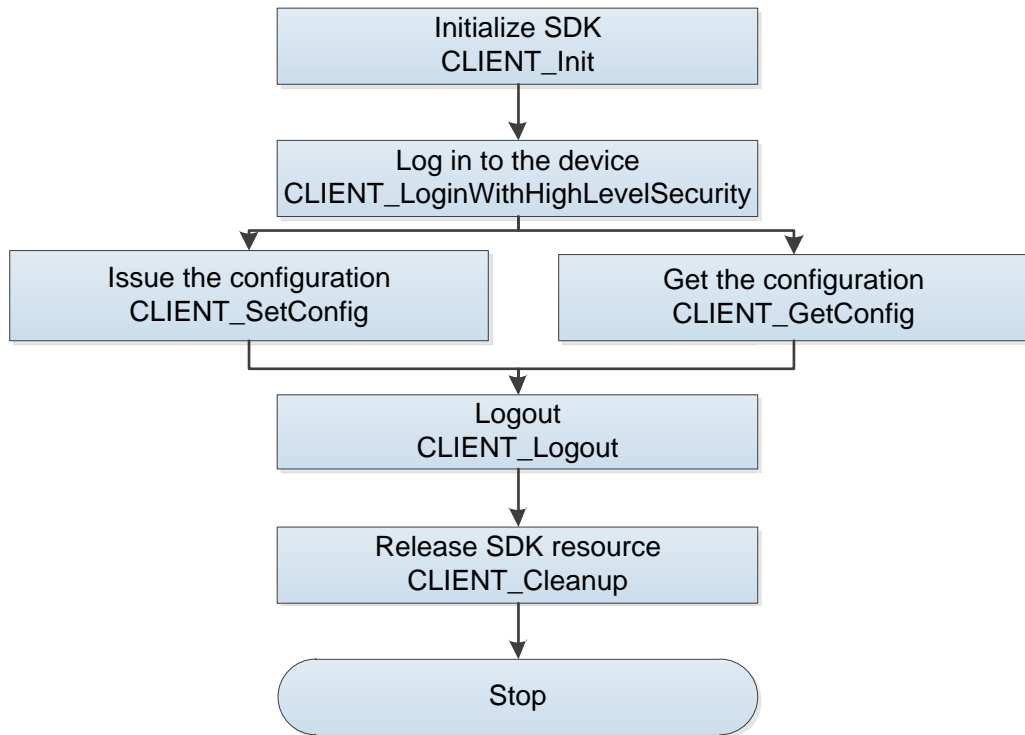 Initialize SDK
CLIENT_Init
Log in to the device
CLIENT_LoginWithHighLevelSecurity
Issue the configuration
CLIENT_SetConfig
Get the configuration
CLIENT_GetConfig
Logout
CLIENT_Logout
Release SDK resource
CLIENT_Cleanup
Stop